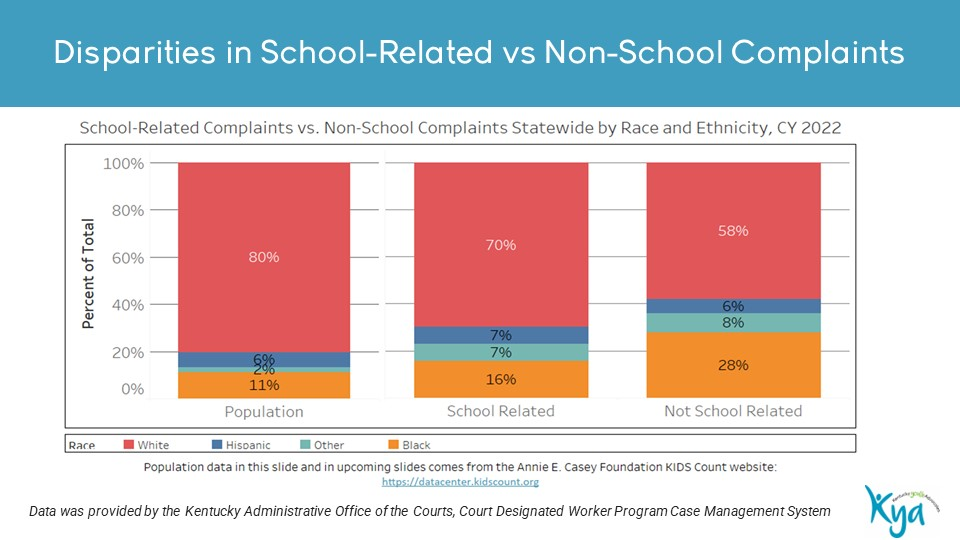 Disparities in School-Related vs Non-School Complaints
School-Related Complaints vs. Non-School Complaints Statewide by Race and Ethnicity, CY 2022
Percent of Total
100%
80%
60%
40%
20%
0%
80%
6%
2%
11%
70%
7%
7%
16%
58%
6%
8%
28%
Population
School Related
Not School Related
Race White Hispanic Other Black
Population data in this slide and in upcoming slides comes from the Annie E. Casey Foundation KIDS Count website:
https://datacenter.kidscount.org
Data was provided by the Kentucky Administrative Office of the Courts, Court Designated Worker Program Case Management System
Kya
Kentucky Youth Advocates